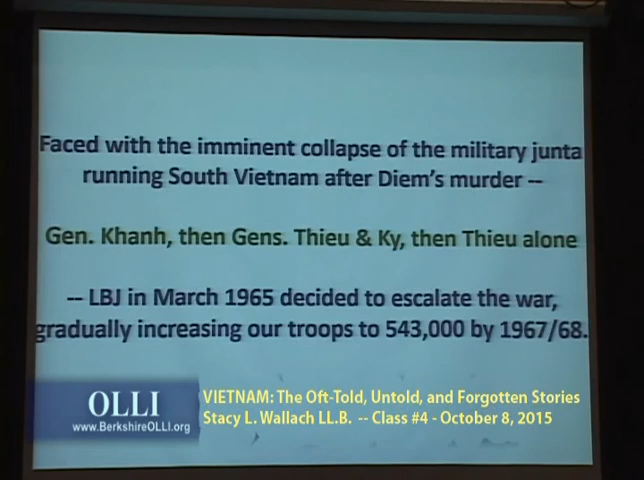 Faced with the imminent collapse of the military junta
running South Vietnam after Diem's murder --
Gen. Khanh, then Gens. Thieu & Ky, then Thieu alone
-- LBJ in March 1965 decided to escalate the war,
gradually increasing our troops to 543,000 by 1967/68.
OLLI
www.BerkshireOLLI.org
VIETNAM: The Oft-Told, Untold, and Forgotten Stories
Stacy L. Wallach LL.B. -- Class #4 - October 8, 2015